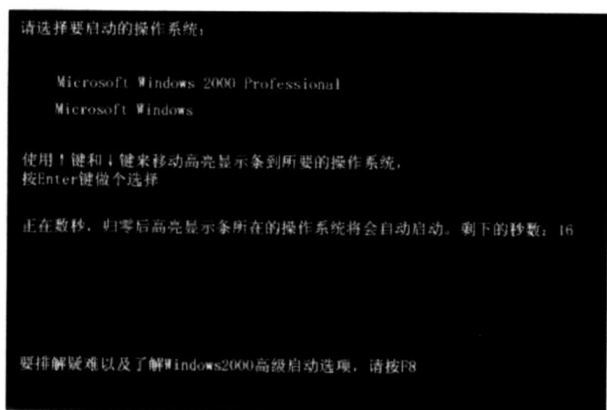 请选择要启动的操作系统:
Microsoft Windows 2000 Professional
Microsoft Windows
使用↑键和↓键来移动高亮显示条到所要的操作系统,
按Enter键做个选择
正在数秒,归零后高亮显示条所在的操作系统将会自动启动。剩下的秒数:16
要排解疑难以及了解Windows2000高级启动选项,请按F8